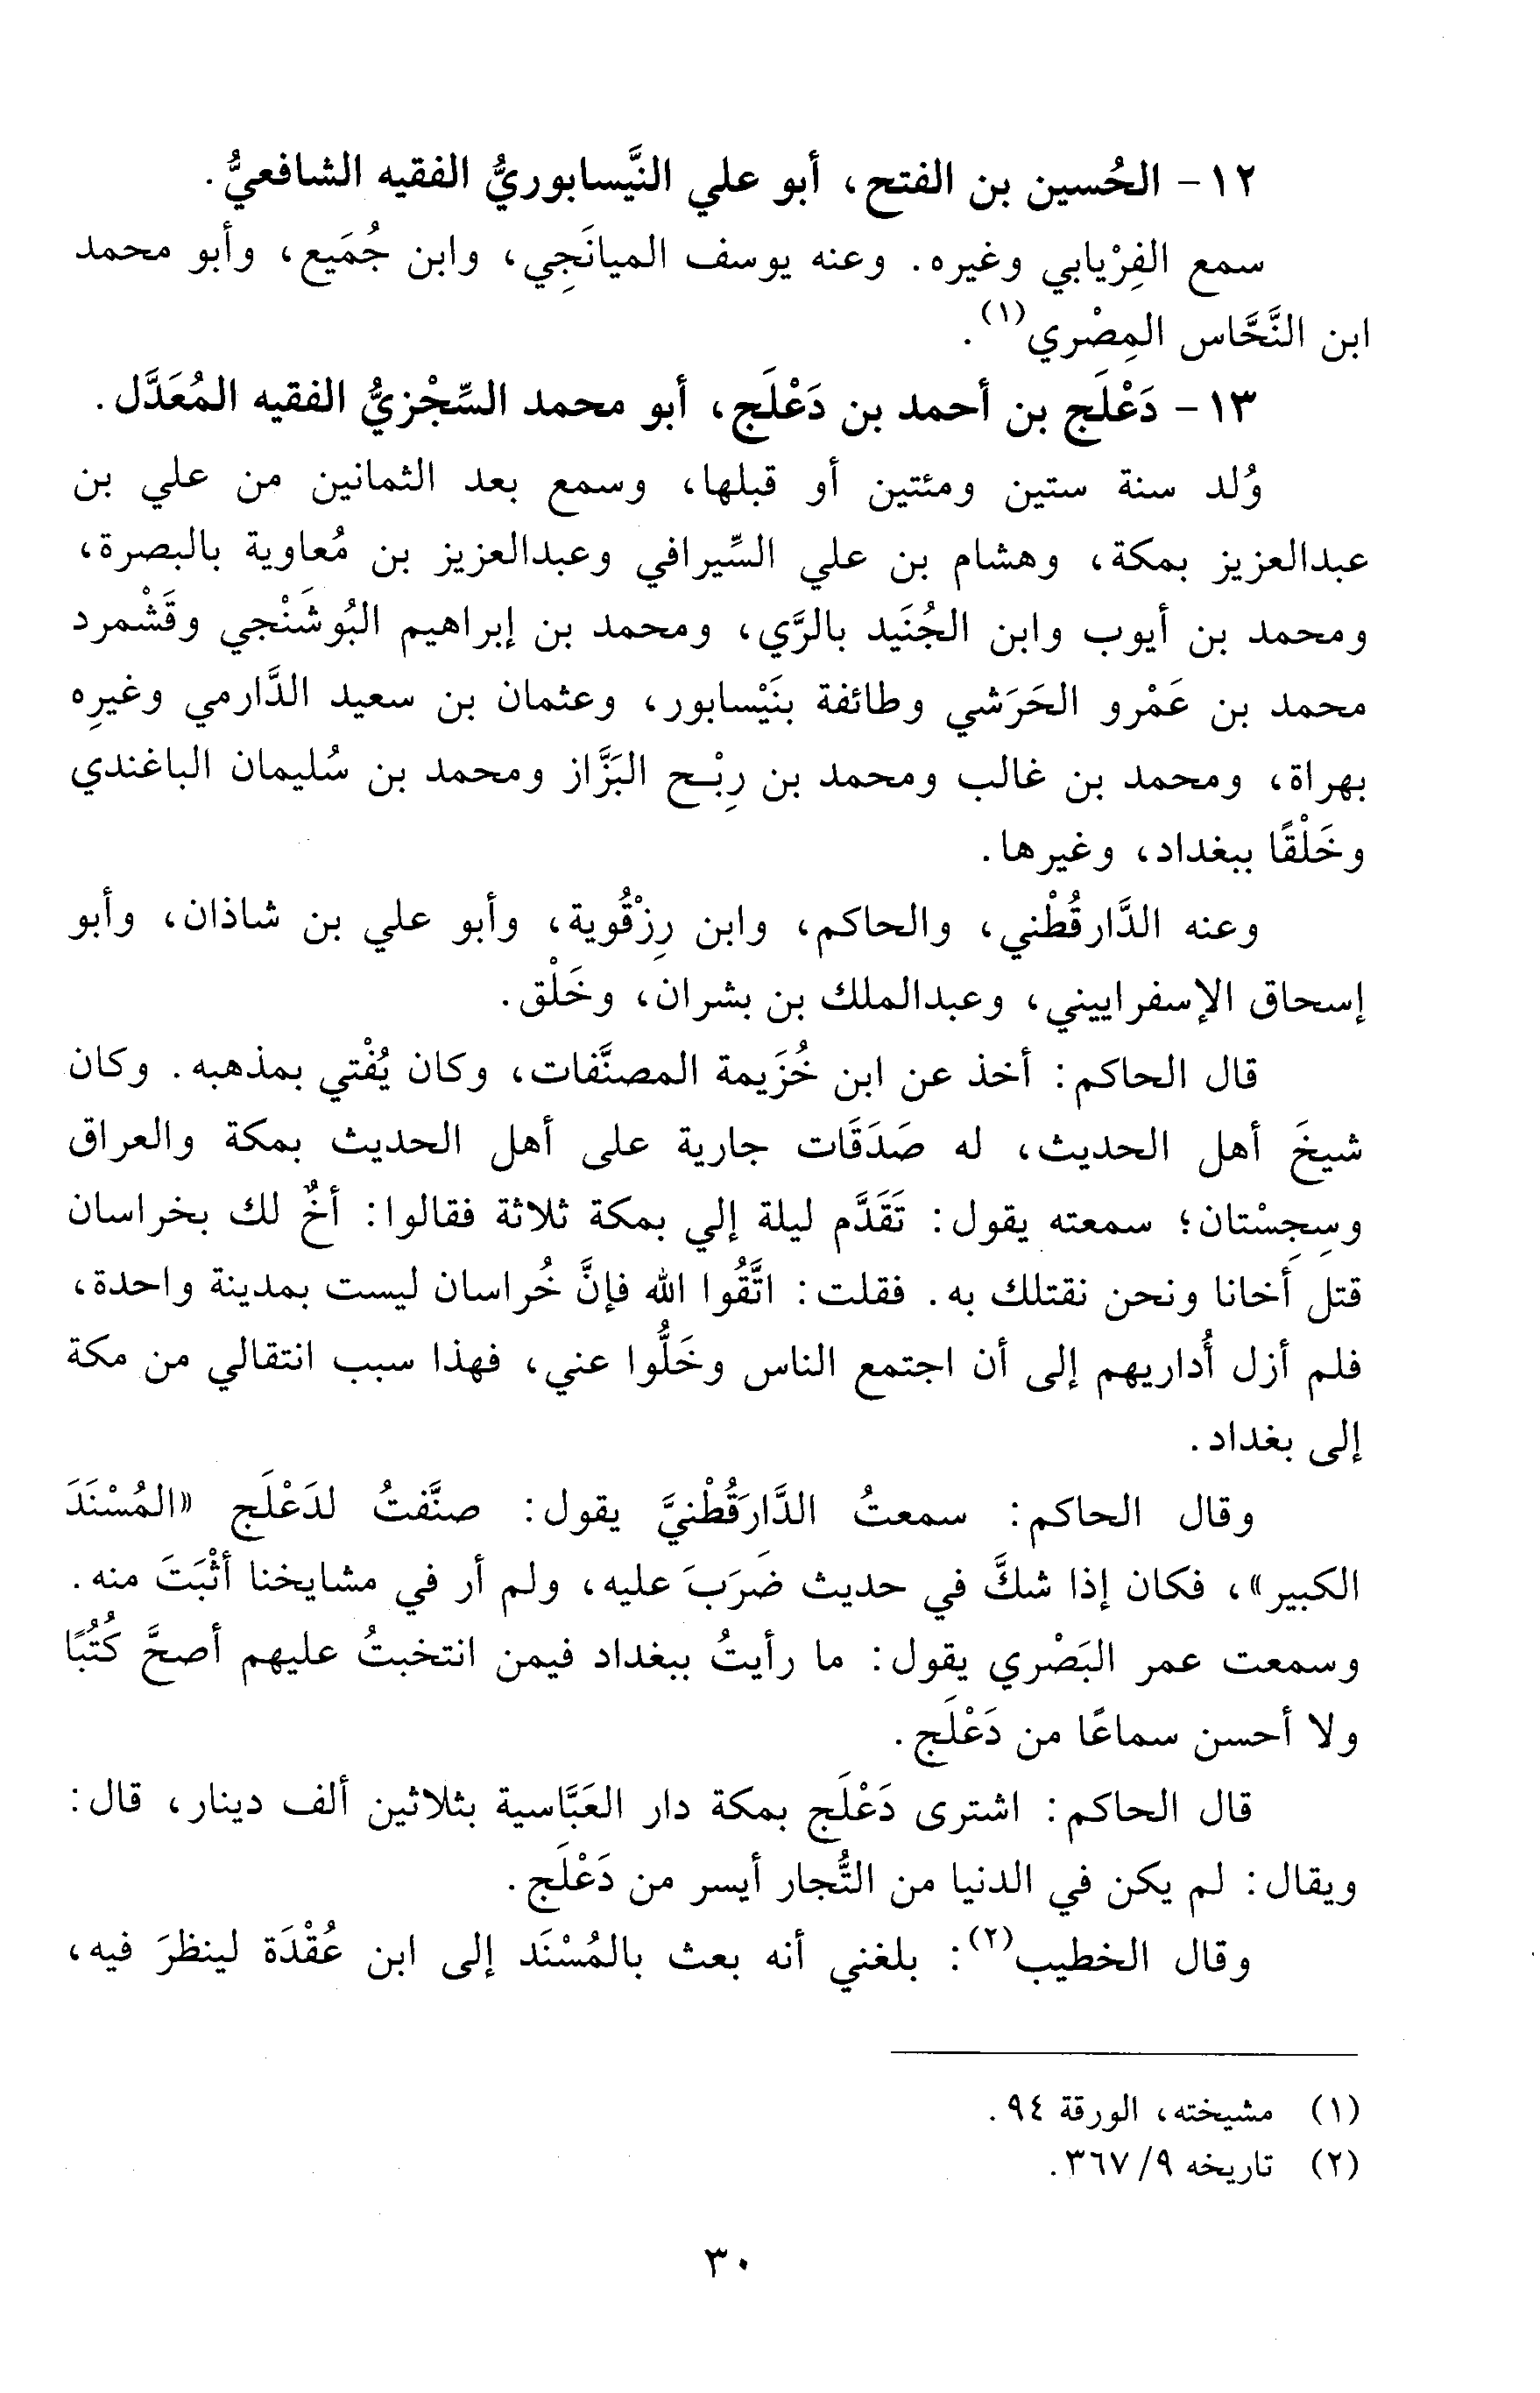 ١٢ - الحُسين بن الفتح، أبو علي النَّيسابوريُّ الفقيه الشافعيُّ.
سمع الفِرْيابي وغيره. وعنه يوسف الميانَجِي، وابن جُمَيع، وأبو محمد
ابن النَّحَّاس المِصْري(١).
١٣ - دَعْلَج بن أحمد بن دَعْلَج، أبو محمد السِّجْزيُّ الفقيه المُعَدَّل.
وُلد سنة ستين ومئتين أو قبلها، وسمع بعد الثمانين من علي بن
عبدالعزيز بمكة، وهشام بن علي السِّيرافي وعبدالعزيز بن مُعاوية بالبصرة،
ومحمد بن أيوب وابن الجُنَيد بالرَّي، ومحمد بن إبراهيم البُوشَنْجي وقَشْمرد
محمد بن عَمْرو الحَرَشي وطائفة بنَيْسابور، وعثمان بن سعيد الدَّارمي وغيرِه
بهراة، ومحمد بن غالب ومحمد بن رِبْح البَزَّاز ومحمد بن سُليمان الباغندي
وخَلْقًا ببغداد، وغيرها.
وعنه الدَّارقُطْني، والحاكم، وابن رِزْقُوية، وأبو علي بن شاذان، وأبو
إسحاق الإسفراييني، وعبدالملك بن بشران، وخَلْق.
قال الحاكم: أخذ عن ابن خُزَيمة المصنَّفات، وكان يُفْتي بمذهبه. وكان
شيخَ أهل الحديث، له صَدَقَات جارية على أهل الحديث بمكة والعراق
وسِجِسْتان؛ سمعته يقول: تَقَدَّم ليلة إلي بمكة ثلاثة فقالوا: أخٌ لك بخراسان
قتل أخانا ونحن نقتلك به. فقلت: اتَّقُوا الله فإنَّ خُراسان ليست بمدينة واحدة،
فلم أزل أُداريهم إلى أن اجتمع الناس وخَلُّوا عني، فهذا سبب انتقالي من مكة
إلى بغداد.
وقال الحاكم: سمعتُ الدَّارَقُطْنيَّ يقول: صنَّفتُ لدَعْلَج «المُسْنَدَ
الكبير»، فكان إذا شكَّ في حديث ضَرَبَ عليه، ولم أر في مشايخنا أثْبَتَ منه.
وسمعت عمر البَصْري يقول: ما رأيتُ ببغداد فيمن انتخبتُ عليهم أصحَّ كُتُبًا
ولا أحسن سماعًا من دَعْلَج.
قال الحاكم: اشترى دَعْلَج بمكة دار العَبَّاسية بثلاثين ألف دينار، قال:
ويقال: لم يكن في الدنيا من التُّجار أيسر من دَعْلَج.
وقال الخطيب(٢): بلغني أنه بعث بالمُسْنَد إلى ابن عُقْدَة لينظرَ فيه،
(١) مشيخته، الورقة ٩٤.
(٢) تاريخه ٩/ ٣٦٧.
٣٠